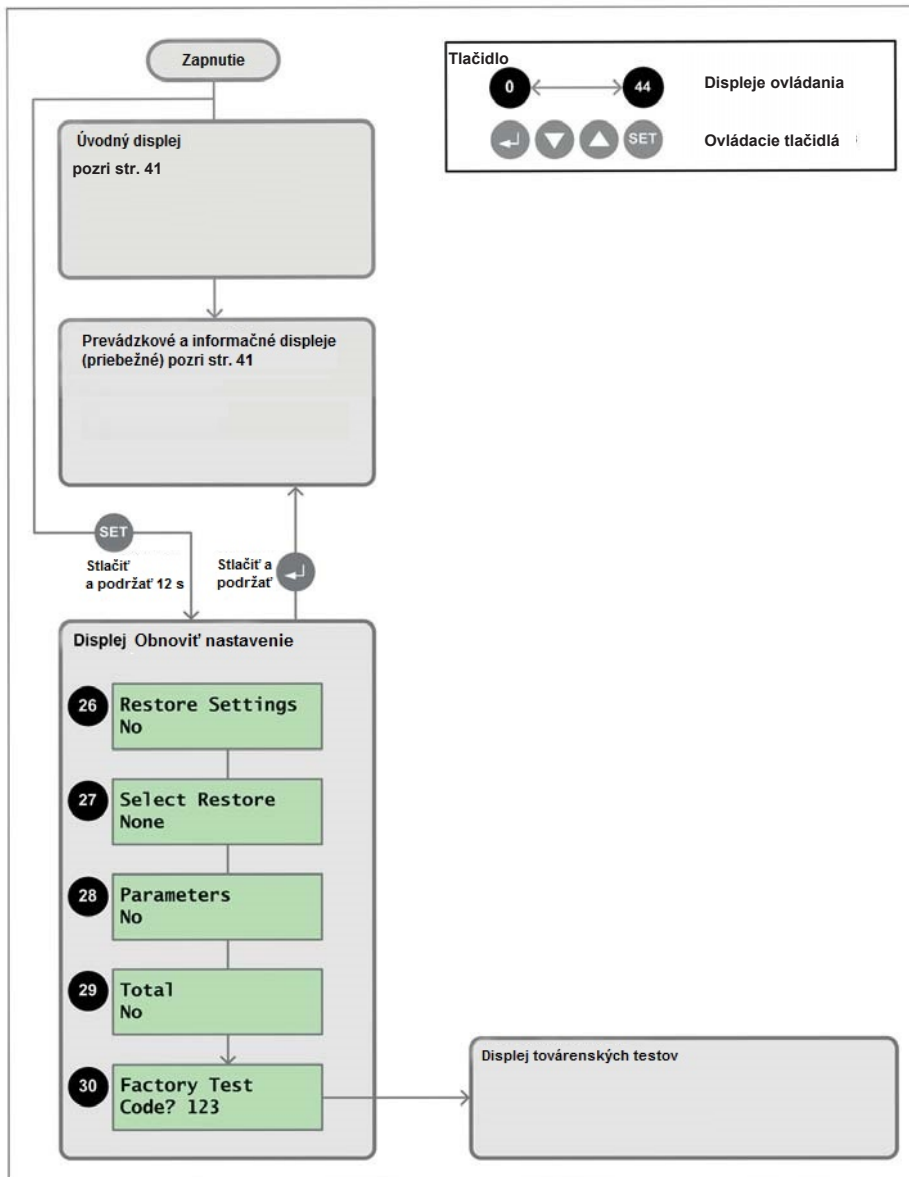 Zapnutie
Tlačidlo
0
44
Displeje ovládania
SET
Ovládacie tlačidlá
Úvodný displej
pozri str. 41
Prevádzkové a informačné displeje
(priebežné) pozri str. 41
SET
Stlačiť
a podržať 12 s
Stlačiť a
podržať
Displej Obnoviť nastavenie
26
Restore Settings
No
27
Select Restore
None
28
Parameters
No
29
Total
No
30
Factory Test
Code? 123
Displej továrenských testov